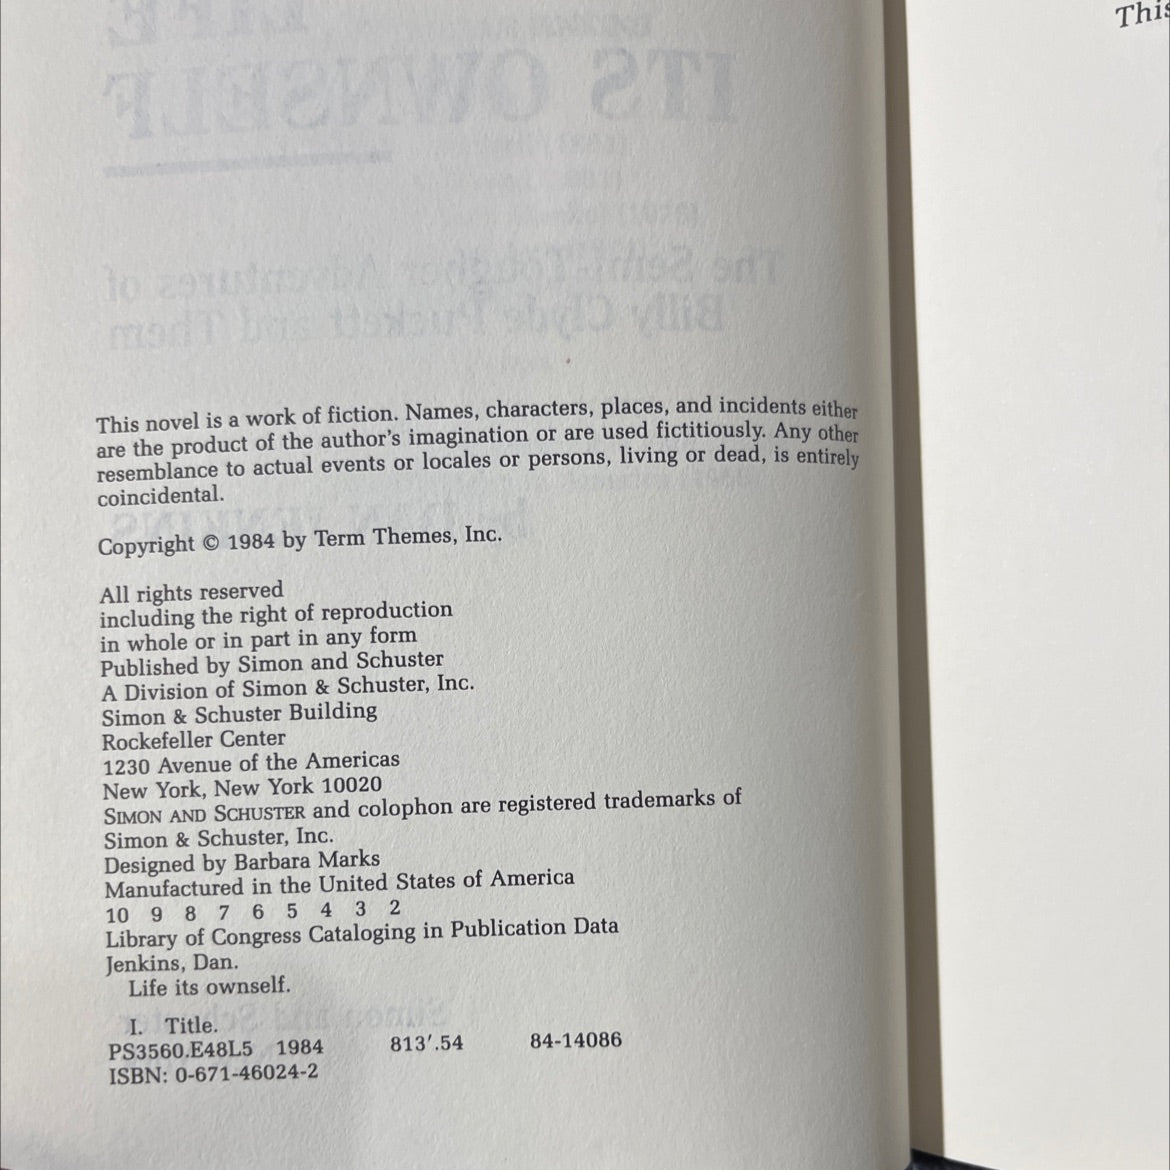 This novel is a work of fiction. Names, characters, places, and incidents either
are the product of the author's imagination or are used fictitiously. Any other
resemblance to actual events or locales or persons, living or dead, is entirely
coincidental.
Copyright © 1984 by Term Themes, Inc.
All rights reserved
including the right of reproduction
in whole or in part in any form
Published by Simon and Schuster
A Division of Simon & Schuster, Inc.
Simon & Schuster Building
Rockefeller Center
1230 Avenue of the Americas
New York, New York 10020
SIMON AND SCHUSTER and colophon are registered trademarks of
Simon & Schuster, Inc.
Designed by Barbara Marks
Manufactured in the United States of America
10 9 8 7 6 5 4 3 2
Library of Congress Cataloging in Publication Data
Jenkins, Dan.
Life its ownself.
I. Title.
PS3560.E48L5 1984 813'.54 84-14086
ISBN: 0-671-46024-2
This